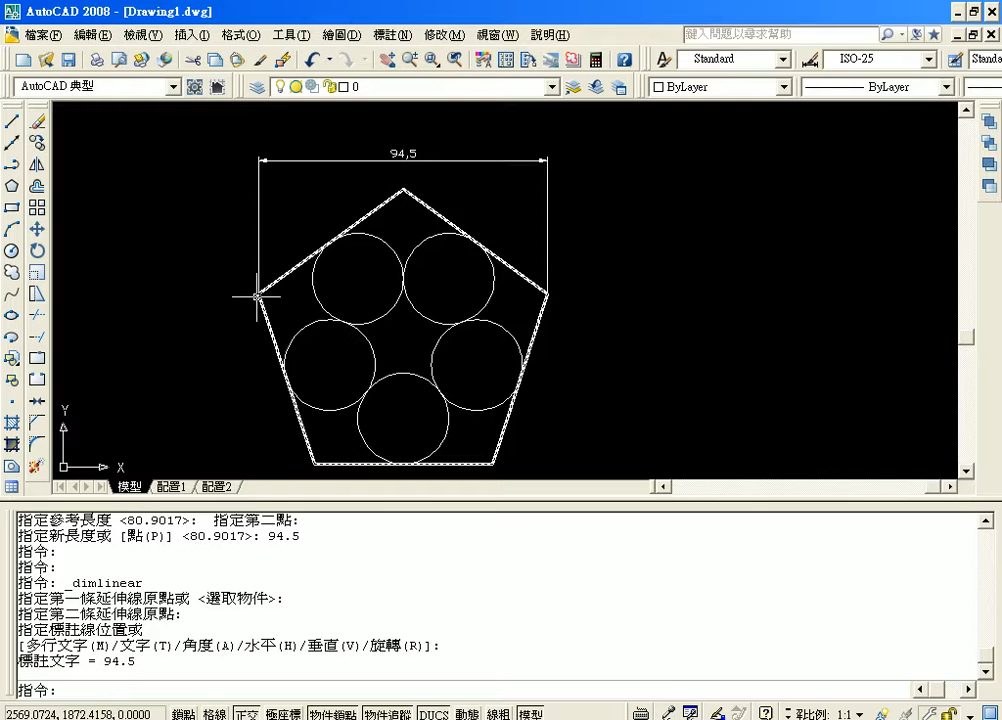 AutoCAD 2008 - [Drawing1.dwg]
檔案(F) 編輯(E) 檢視(V) 插入(I) 格式(O) 工具(T) 繪圖(D) 標註(N) 修改(M) 視窗(W) 說明(H) 鍵入問題以尋求幫助
Standard ISO-25 Standa
AutoCAD 典型 0 ByLayer ByLayer
94,5
Y
X
模型 配置1 配置2
指定參考長度 <80.9017>: 指定第二點:
指定新長度或 [點(P)] <80.9017>: 94.5
指令:
指令:
指令: _dimlinear
指定第一條延伸線原點或 <選取物件>:
指定第二條延伸線原點:
指定標註線位置或
[多行文字(M)/文字(T)/角度(A)/水平(H)/垂直(V)/旋轉(R)]:
標註文字 = 94.5
指令:
2569.0724, 1872.4158, 0.0000 鎖點 格線 正交 極座標 物件鎖點 物件追蹤 DUCS 動態 線粗 模型 比例: 1:1